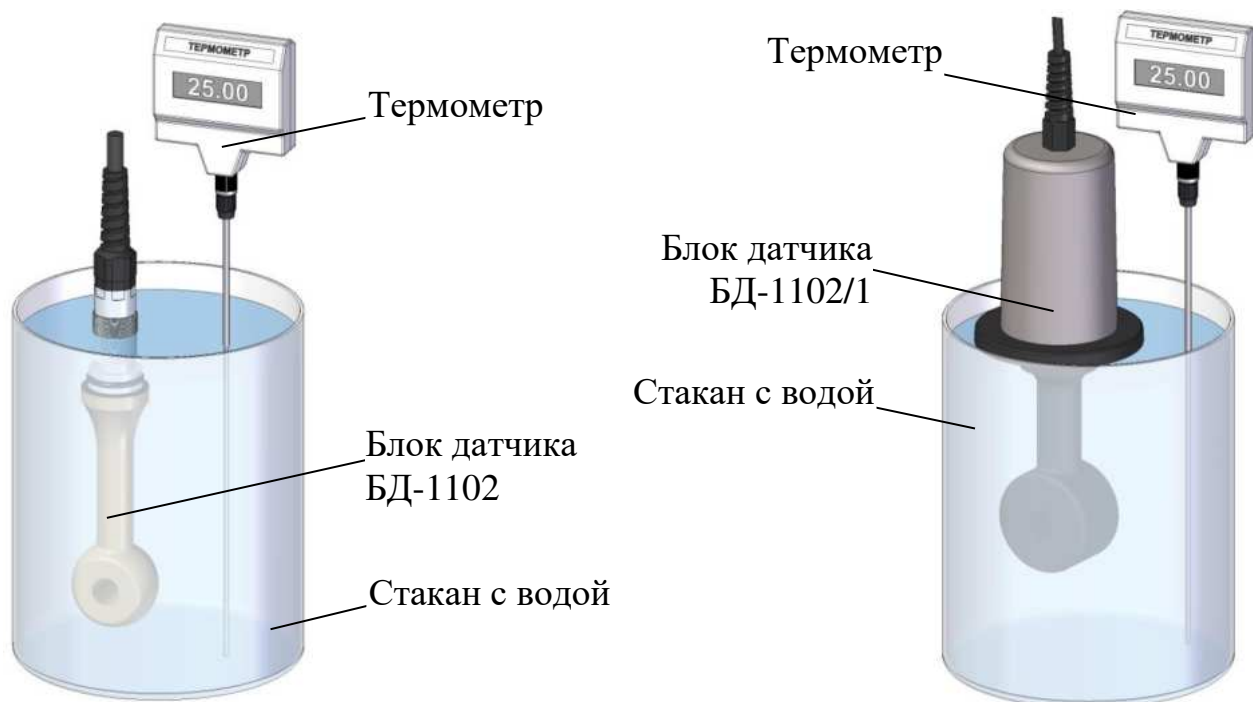 ТЕРМОМЕТР
25.00
Термометр
Блок датчика
БД-1102
Стакан с водой
Термометр
ТЕРМОМЕТР
25.00
Блок датчика
БД-1102/1
Стакан с водой